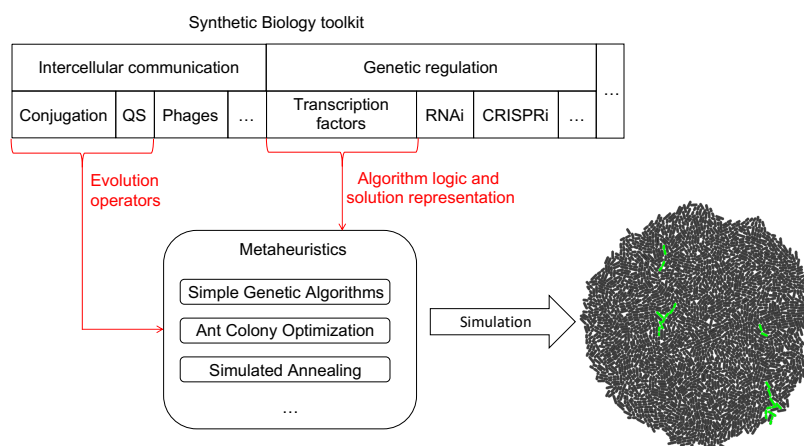 Synthetic Biology toolkit
Intercellular communication
Genetic regulation
...
Conjugation
QS
Phages
...
Transcription
factors
RNAi
CRISPRi
...
Evolution
operators
Algorithm logic and
solution representation
Metaheuristics
Simple Genetic Algorithms
Ant Colony Optimization
Simulated Annealing
...
Simulation